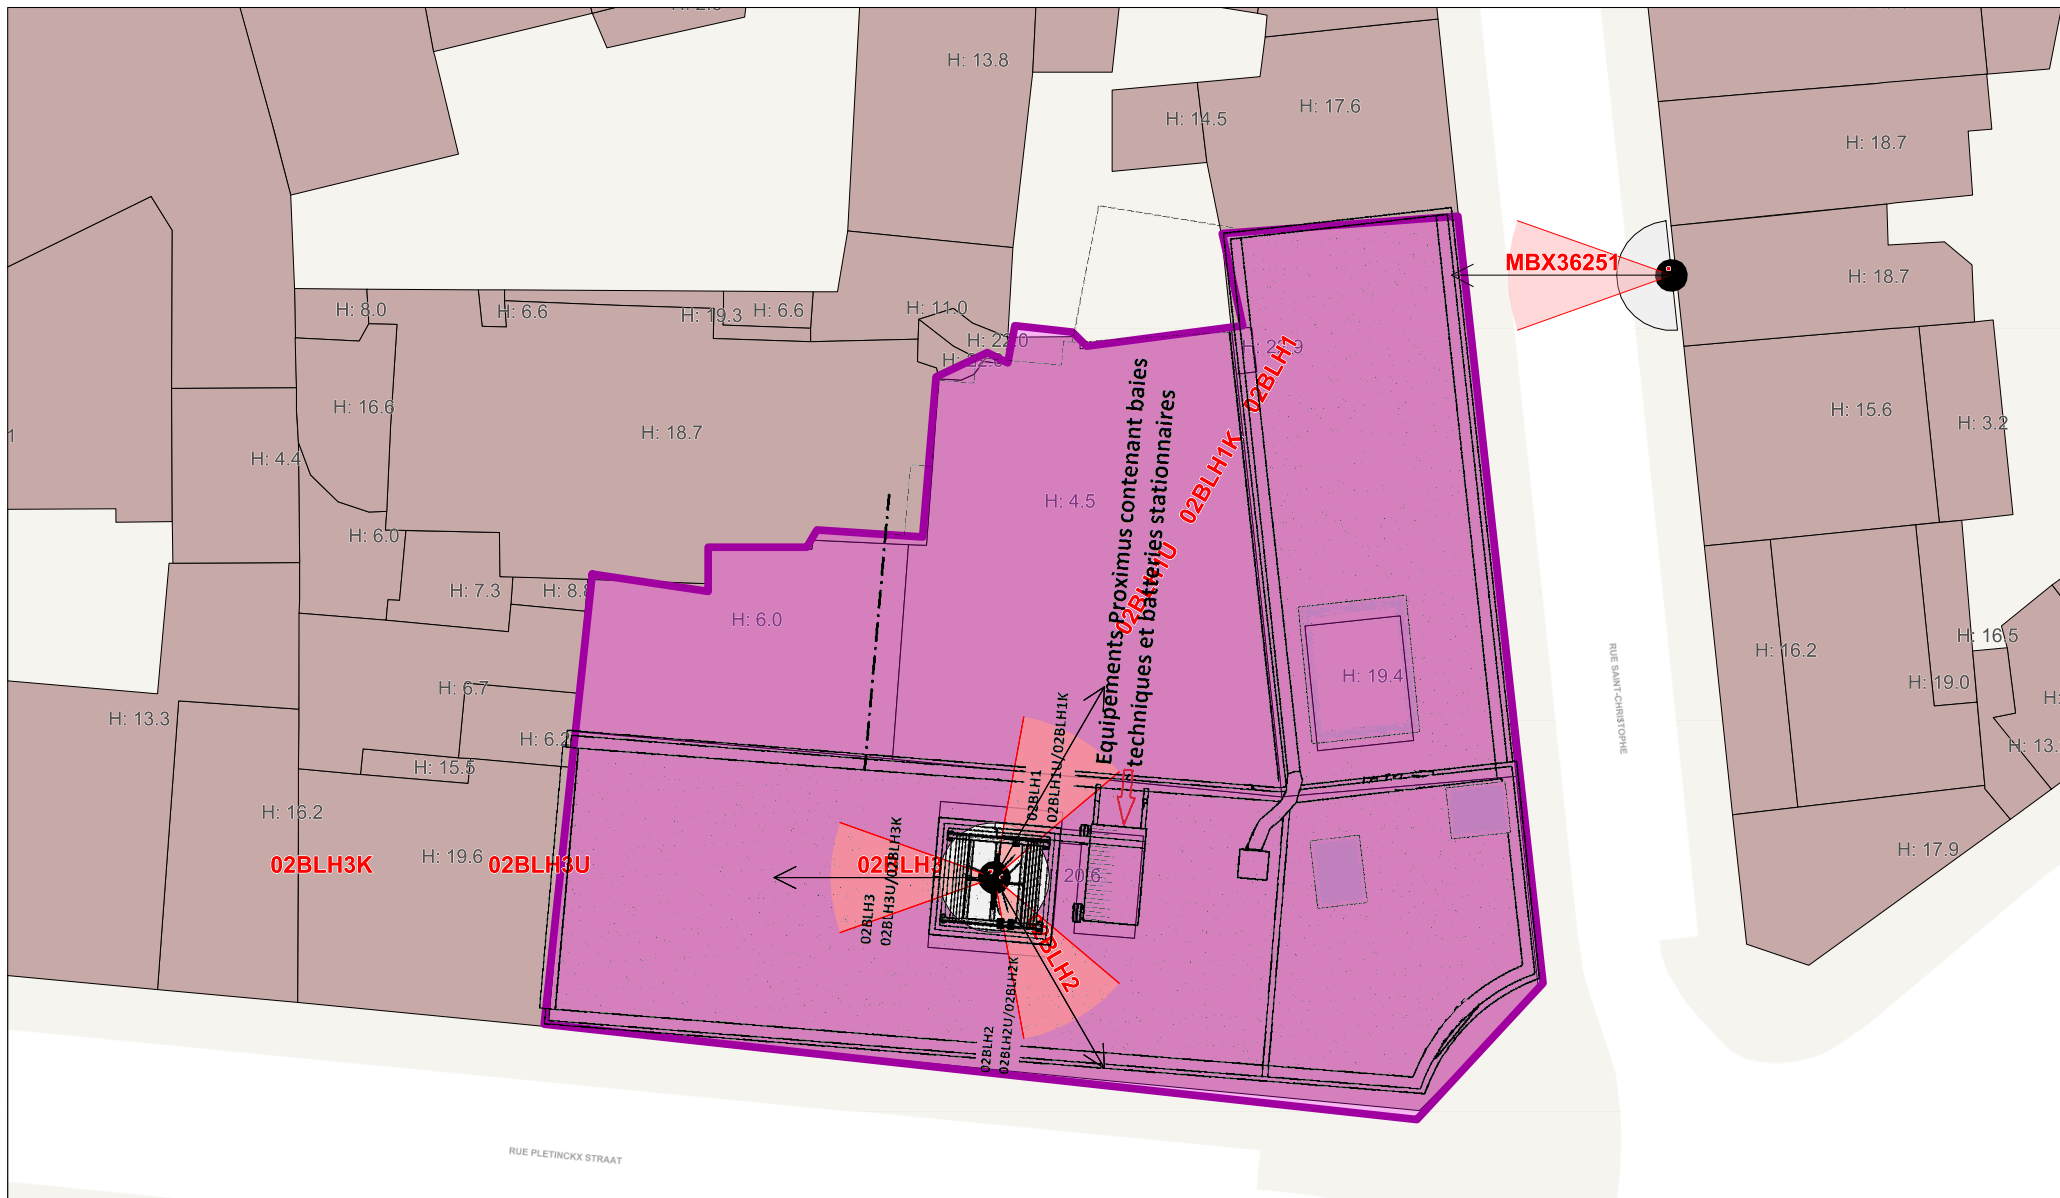 H: 13.8
H: 14.5
H: 17.6
H: 18.7
MBX36251
H: 18.7
H: 8.0
H: 6.6
H: 19.3
H: 6.6
H: 11.0
H: 22.0
H: 15.6
H: 3.2
H: 16.6
H: 18.7
H: 4.4
H: 4.5
H: 6.0
H: 7.3
H: 8.8
H: 6.0
02BLH1
02BLH1K
02BLH1U
Equipements Proximus contenant baies
techniques et batteries stationnaires
H: 19.4
H: 16.2
H: 16.5
H: 19.0
RUE SAINT-CHRISTOPHE
H: 6.7
H: 6.2
H: 13.3
H: 15.5
H: 16.2
H: 19.6
H: 17.9
02BLH3K
02BLH3U
02BLH3
02BLH3
02BLH3U/02BLH3K
02BLH1
02BLH1U/02BLH1K
20.6
02BLH2
02BLH2U/02BLH2K
RUE PLETINCKX STRAAT